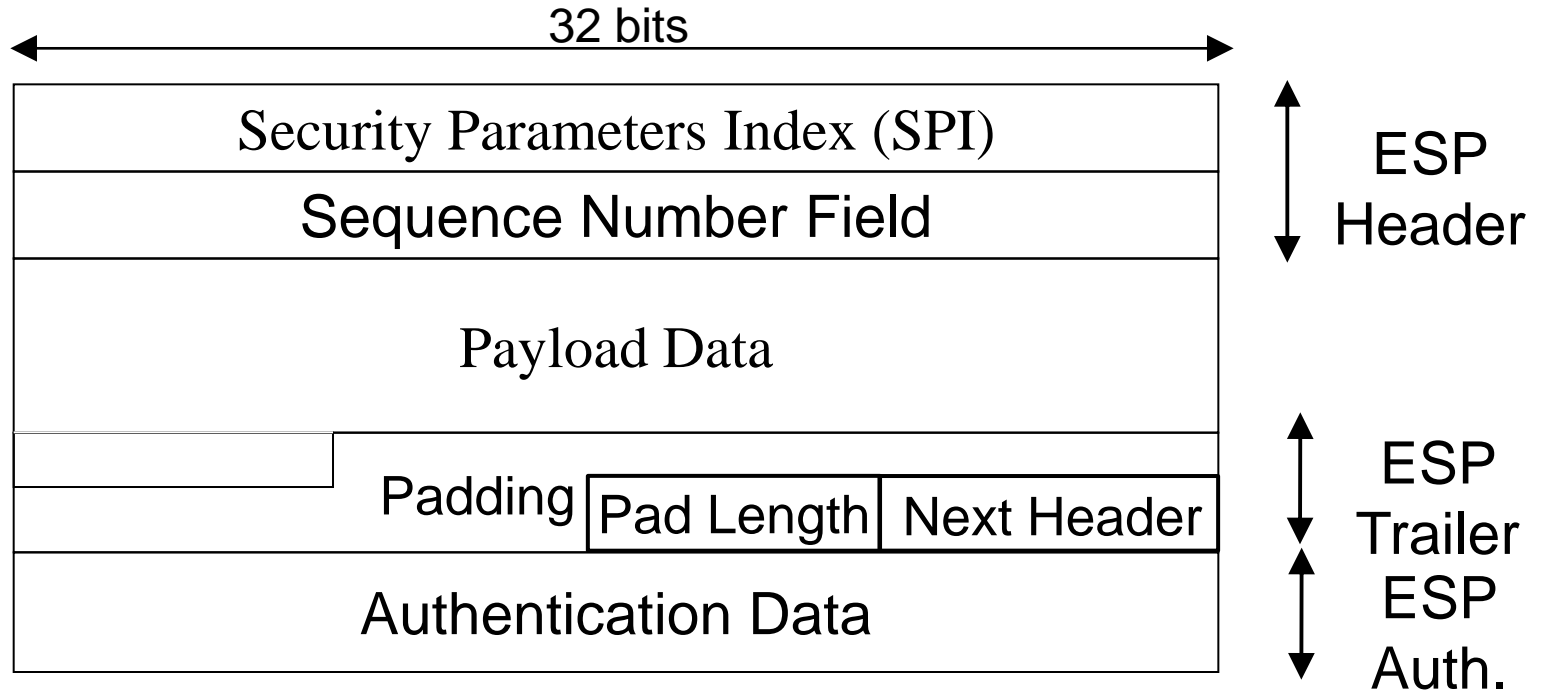 32 bits
Security Parameters Index (SPI)
ESP
Header
Sequence Number Field
Payload Data
Padding
Pad Length
Next Header
ESP
Trailer
Authentication Data
ESP
Auth.